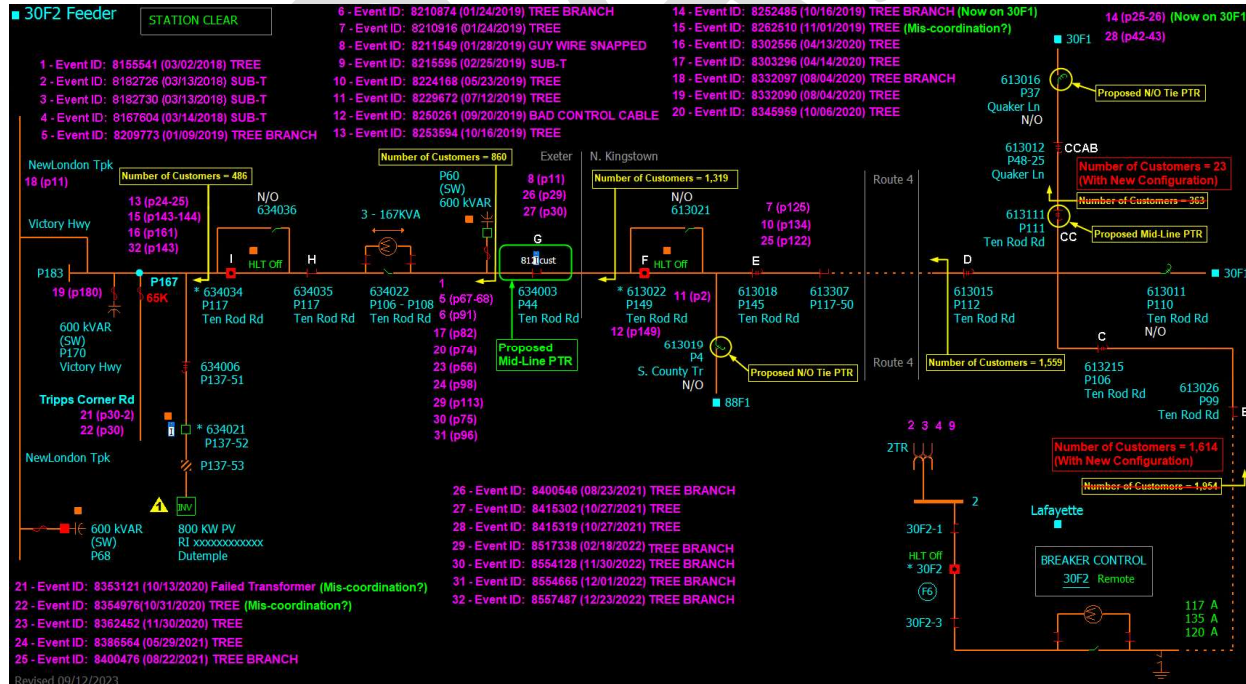 30F2 Feeder
STATION CLEAR
1 - Event ID: 8155541 (03/02/2018) TREE
2 - Event ID: 8182726 (03/13/2018) SUB-T
3 - Event ID: 8182730 (03/13/2018) SUB-T
4 - Event ID: 8167604 (03/14/2018) SUB-T
5 - Event ID: 8209773 (01/09/2019) TREE BRANCH
6 - Event ID: 8210874 (01/24/2019) TREE BRANCH
7 - Event ID: 8210916 (01/24/2019) TREE
8 - Event ID: 8211549 (01/28/2019) GUY WIRE SNAPPED
9 - Event ID: 8215595 (02/25/2019) SUB-T
10 - Event ID: 8224168 (05/23/2019) TREE
11 - Event ID: 8229672 (07/12/2019) TREE
12 - Event ID: 8250261 (09/20/2019) BAD CONTROL CABLE
13 - Event ID: 8253594 (10/16/2019) TREE
14 - Event ID: 8252485 (10/16/2019) TREE BRANCH (Now on 30F1)
15 - Event ID: 8262510 (11/01/2019) TREE (Mis-coordination?)
16 - Event ID: 8302556 (04/13/2020) TREE
17 - Event ID: 8303296 (04/14/2020) TREE
18 - Event ID: 8332097 (08/04/2020) TREE BRANCH
19 - Event ID: 8332090 (08/04/2020) TREE
20 - Event ID: 8345959 (10/06/2020) TREE
14 (p25-26) (Now on 30F1
28 (p42-43)
30F1
613016
P37
Quaker Ln
N/O
Proposed N/O Tie PTR
613012
P48-25
Quaker Ln
CCAB
Number of Customers = 23
(With New Configuration)
Number of Customers = 363
613111
P111
Ten Rod Rd
CC
Proposed Mid-Line PTR
NewLondon Tpk
18 (p11)
Number of Customers = 486
13 (p24-25)
15 (p143-144)
16 (p161)
32 (p143)
Victory Hwy
P183
19 (p180)
P167
65K
N/O
634036
I
HLT Off
H
* 634034
P117
Ten Rod Rd
634035
P117
Ten Rod Rd
3 - 167KVA
634022
P106 - P108
Ten Rod Rd
Number of Customers = 860
P60
(SW)
600 kVAR
Exeter
N. Kingstown
8 (p11)
26 (p29)
27 (p30)
G
634003
P44
Ten Rod Rd
Proposed
Mid-Line PTR
1
5 (p67-68)
6 (p91)
17 (p82)
20 (p74)
23 (p56)
24 (p98)
29 (p113)
30 (p75)
31 (p96)
Number of Customers = 1,319
N/O
613021
F
HLT Off
E
* 613022
P149
Ten Rod Rd
12 (p149)
11 (p2)
7 (p125)
10 (p134)
25 (p122)
613018
P145
Ten Rod Rd
613307
P117-50
613019
P4
S. County Tr
N/O
Proposed N/O Tie PTR
88F1
Route 4
Route 4
Number of Customers = 1,559
D
613015
P112
Ten Rod Rd
613011
P110
Ten Rod Rd
N/O
30F
C
613215
P106
Ten Rod Rd
613026
P99
Ten Rod Rd
600 kVAR
(SW)
P170
Victory Hwy
634006
P137-51
Tripps Corner Rd
21 (p30-2)
22 (p30)
* 634021
P137-52
P137-53
NewLondon Tpk
600 kVAR
(SW)
P68
INV
800 KW PV
RI xxxxxxxxxxxx
Dutemple
2 3 4 9
2TR
2
30F2-1
HLT Off
* 30F2
F6
30F2-3
Number of Customers = 1,614
(With New Configuration)
Number of Customers = 1,954
Lafayette
BREAKER CONTROL
30F2 Remote
117 A
135 A
120 A
21 - Event ID: 8353121 (10/13/2020) Failed Transformer (Mis-coordination?)
22 - Event ID: 8354976(10/31/2020) TREE (Mis-coordination?)
23 - Event ID: 8362452 (11/30/2020) TREE
24 - Event ID: 8386564 (05/29/2021) TREE
25 - Event ID: 8400476 (08/22/2021) TREE BRANCH
26 - Event ID: 8400546 (08/23/2021) TREE BRANCH
27 - Event ID: 8415302 (10/27/2021) TREE
28 - Event ID: 8415319 (10/27/2021) TREE
29 - Event ID: 8517338 (02/18/2022) TREE BRANCH
30 - Event ID: 8554128 (11/30/2022) TREE BRANCH
31 - Event ID: 8554665 (12/01/2022) TREE BRANCH
32 - Event ID: 8557487 (12/23/2022) TREE BRANCH
Revised 09/12/2023